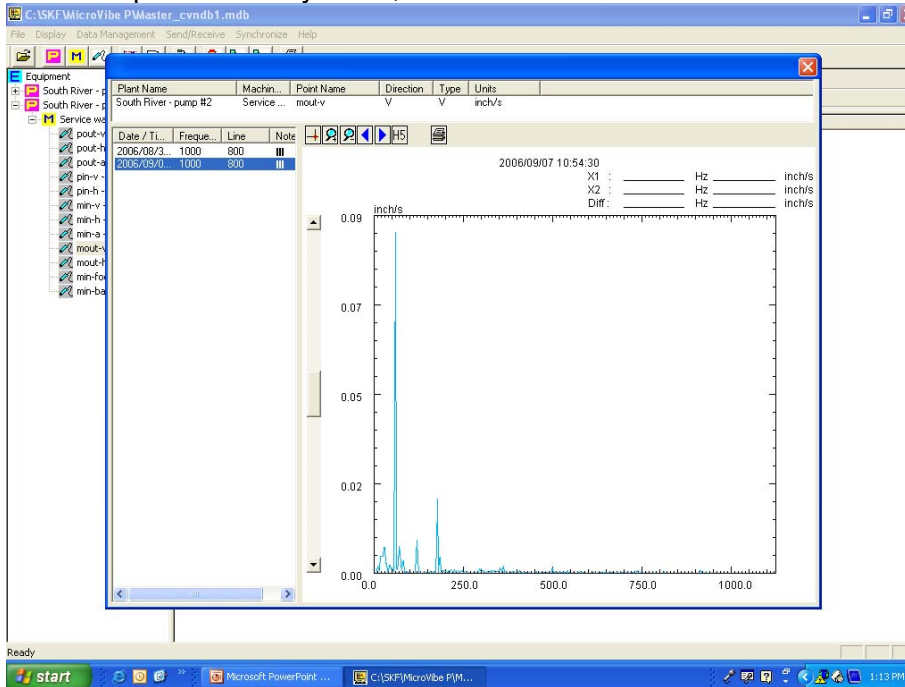 C:\SKF\MicroVibe P\Master_cvndb1.mdb
File Display Data Management Send/Receive Synchronize Help
P M
E Equipment
P South River - p
P South River - p
M Service wa
pout-v
pout-h
pout-a
pin-v -
pin-h -
min-v -
min-h -
min-a -
mout-v
mout-h
min-fo
min-ba
Plant Name Machin... Point Name Direction Type Units
South River - pump #2 Service ... mout-v V V inch/s
Date / Ti... Freque... Line Note
2006/08/3... 1000 800
2006/09/0... 1000 800
H5
2006/09/07 10:54:30
X1 : Hz inch/s
X2 : Hz inch/s
Diff : Hz inch/s
inch/s
0.09
0.07
0.05
0.02
0.00
0.0 250.0 500.0 750.0 1000.0
Ready
start Microsoft PowerPoint ... C:\SKF\MicroVibe P\M... 1:13 PM